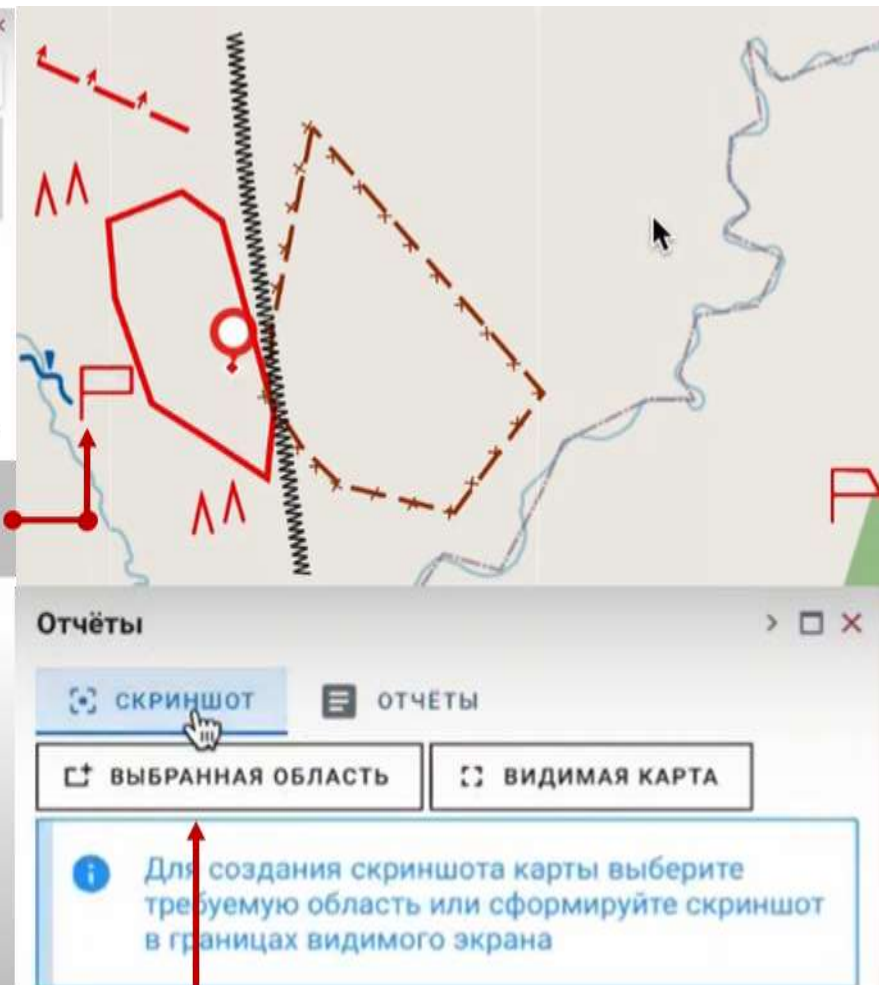 Отчёты
СКРИНШОТ ОТЧЁТЫ
ВЫБРАННАЯ ОБЛАСТЬ ВИДИМАЯ КАРТА
Для создания скриншота карты выберите
требуемую область или сформируйте скриншот
в границах видимого экрана